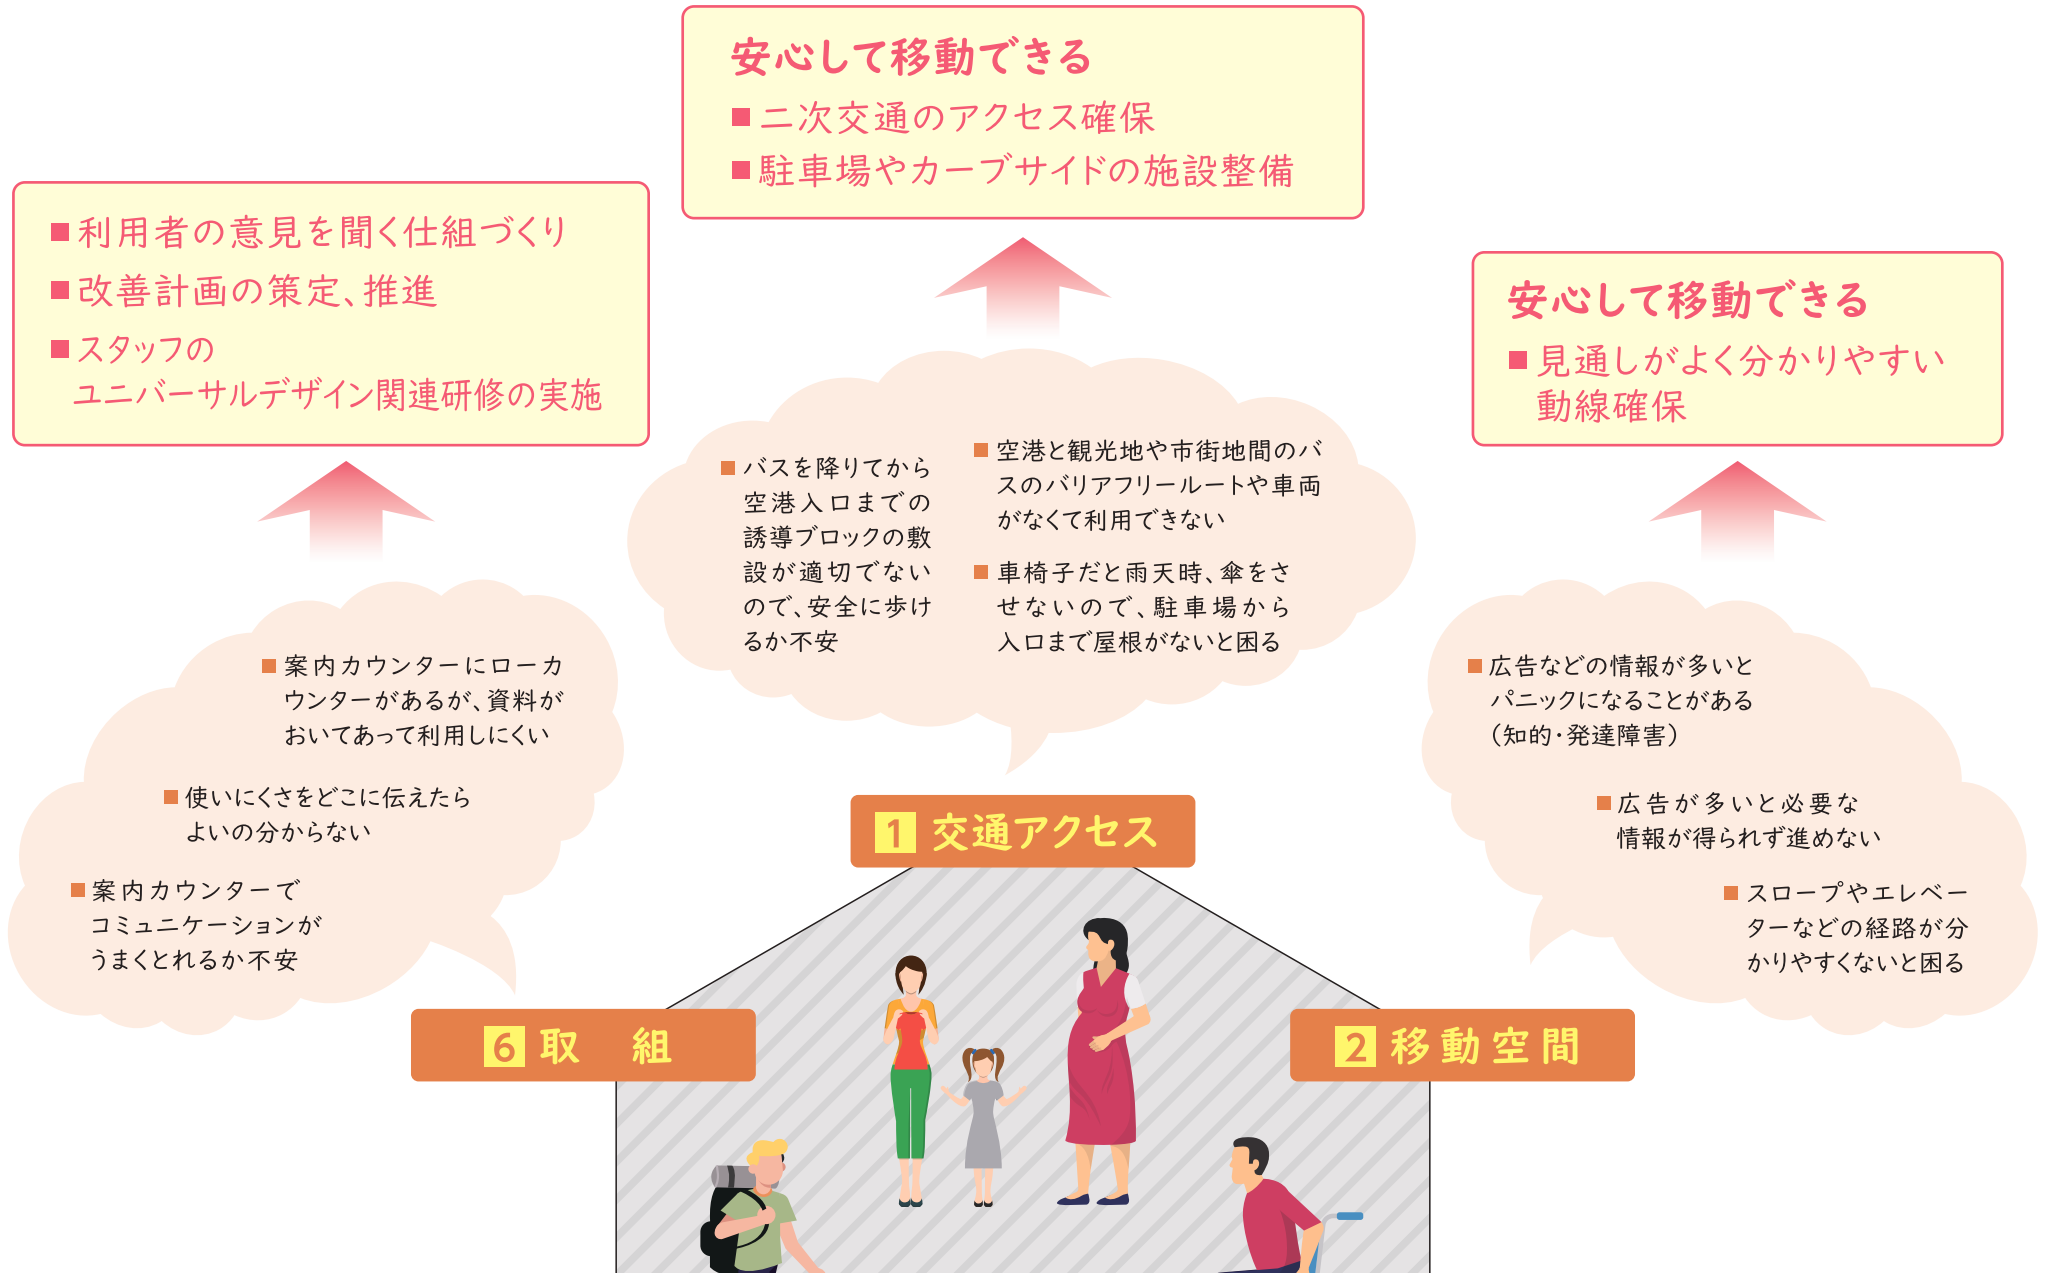 安心して移動できる
■二次交通のアクセス確保
■駐車場やカーブサイドの施設整備
■利用者の意見を聞く仕組づくり
■改善計画の策定、推進
■スタッフの
ユニバーサルデザイン関連研修の実施
安心して移動できる
■見通しがよく分かりやすい
動線確保
■バスを降りてから
空港入口までの
誘導ブロックの敷
設が適切でない
ので、安全に歩け
るか不安
■空港と観光地や市街地間のバ
スのバリアフリールートや車両
がなくて利用できない
■車椅子だと雨天時、傘をさ
せないので、駐車場から
入口まで屋根がないと困る
■案内カウンターにローカ
ウンターがあるが、資料が
おいてあって利用しにくい
■使いにくさをどこに伝えたら
よいの分からない
■案内カウンターで
コミュニケーションが
うまくとれるか不安
■広告などの情報が多いと
パニックになることがある
（知的・発達障害）
■広告が多いと必要な
情報が得られず進めない
■スロープやエレベー
ターなどの経路が分
かりやすくないと困る
1 交通アクセス
6 取　組
2 移動空間